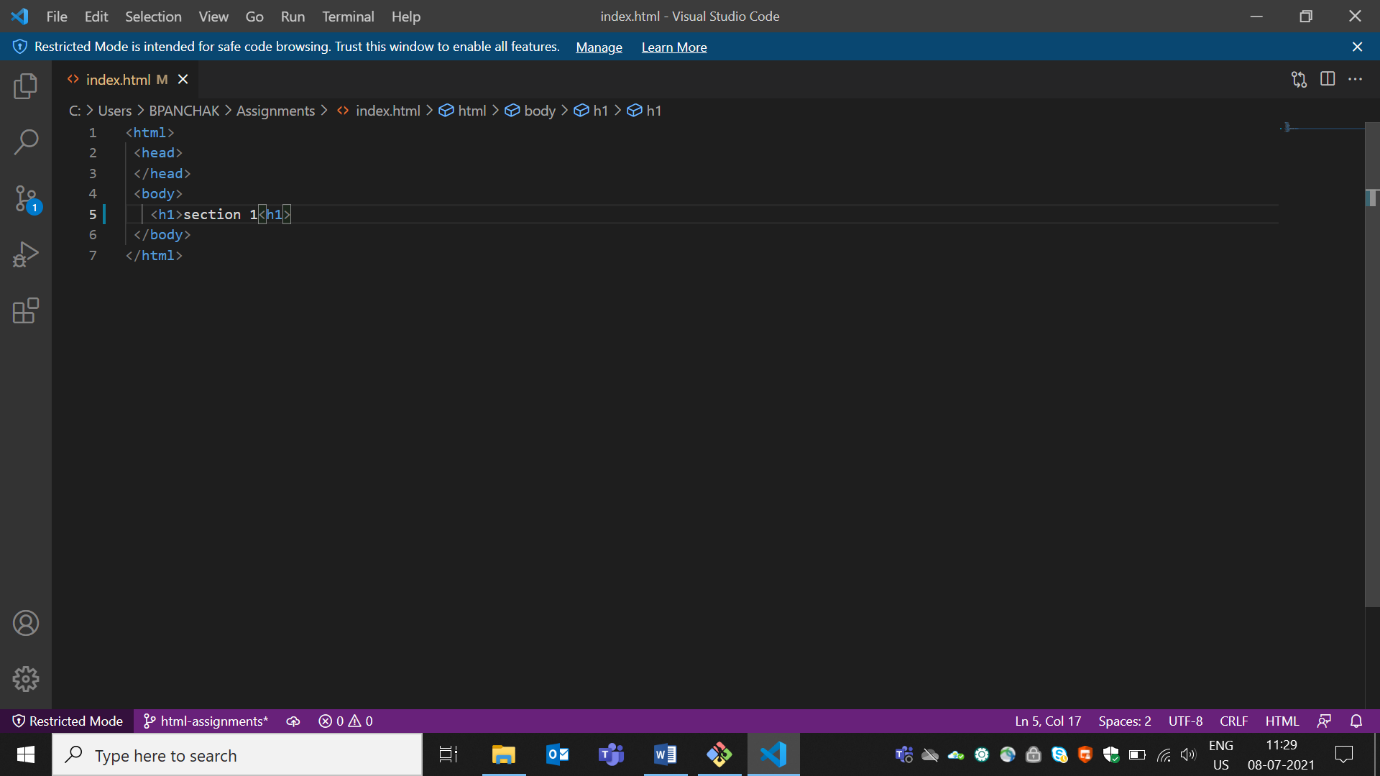 File Edit Selection View Go Run Terminal Help index.html - Visual Studio Code
Restricted Mode is intended for safe code browsing. Trust this window to enable all features. Manage Learn More
index.html M
C: > Users > BPANCHAK > Assignments > index.html > html > body > h1 > h1
1 <html>
2 <head>
3 </head>
4 <body>
5 <h1>section 1<h1>
6 </body>
7 </html>
1
Restricted Mode html-assignments* 0 0 Ln 5, Col 17 Spaces: 2 UTF-8 CRLF HTML
Type here to search
ENG 11:29
US 08-07-2021